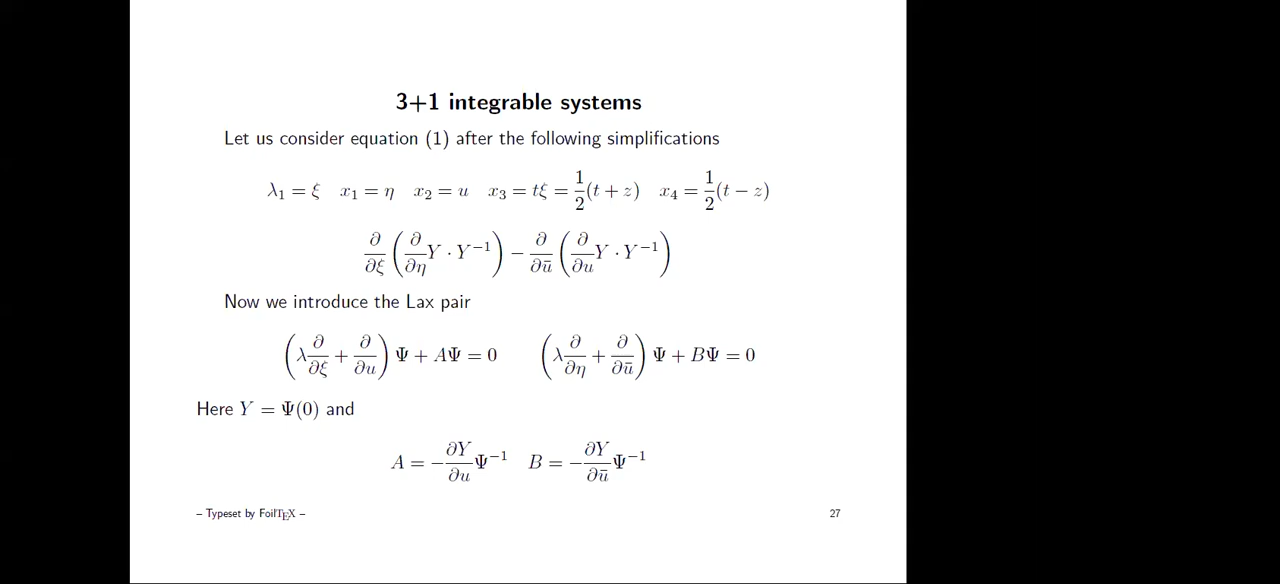 3+1 integrable systems
Let us consider equation (1) after the following simplifications
λ₁ = ξ x₁ = η x₂ = u x₃ = tξ = 1/2(t + z) x₄ = 1/2(t − z)
∂/∂ξ (∂/∂η Y · Y⁻¹) − ∂/∂ū (∂/∂u Y · Y⁻¹)
Now we introduce the Lax pair
(λ ∂/∂ξ + ∂/∂u) Ψ + AΨ = 0 (λ ∂/∂η + ∂/∂ū) Ψ + BΨ = 0
Here Y = Ψ(0) and
A = −∂Y/∂u Ψ⁻¹ B = −∂Y/∂ū Ψ⁻¹
– Typeset by FoilTEX – 27